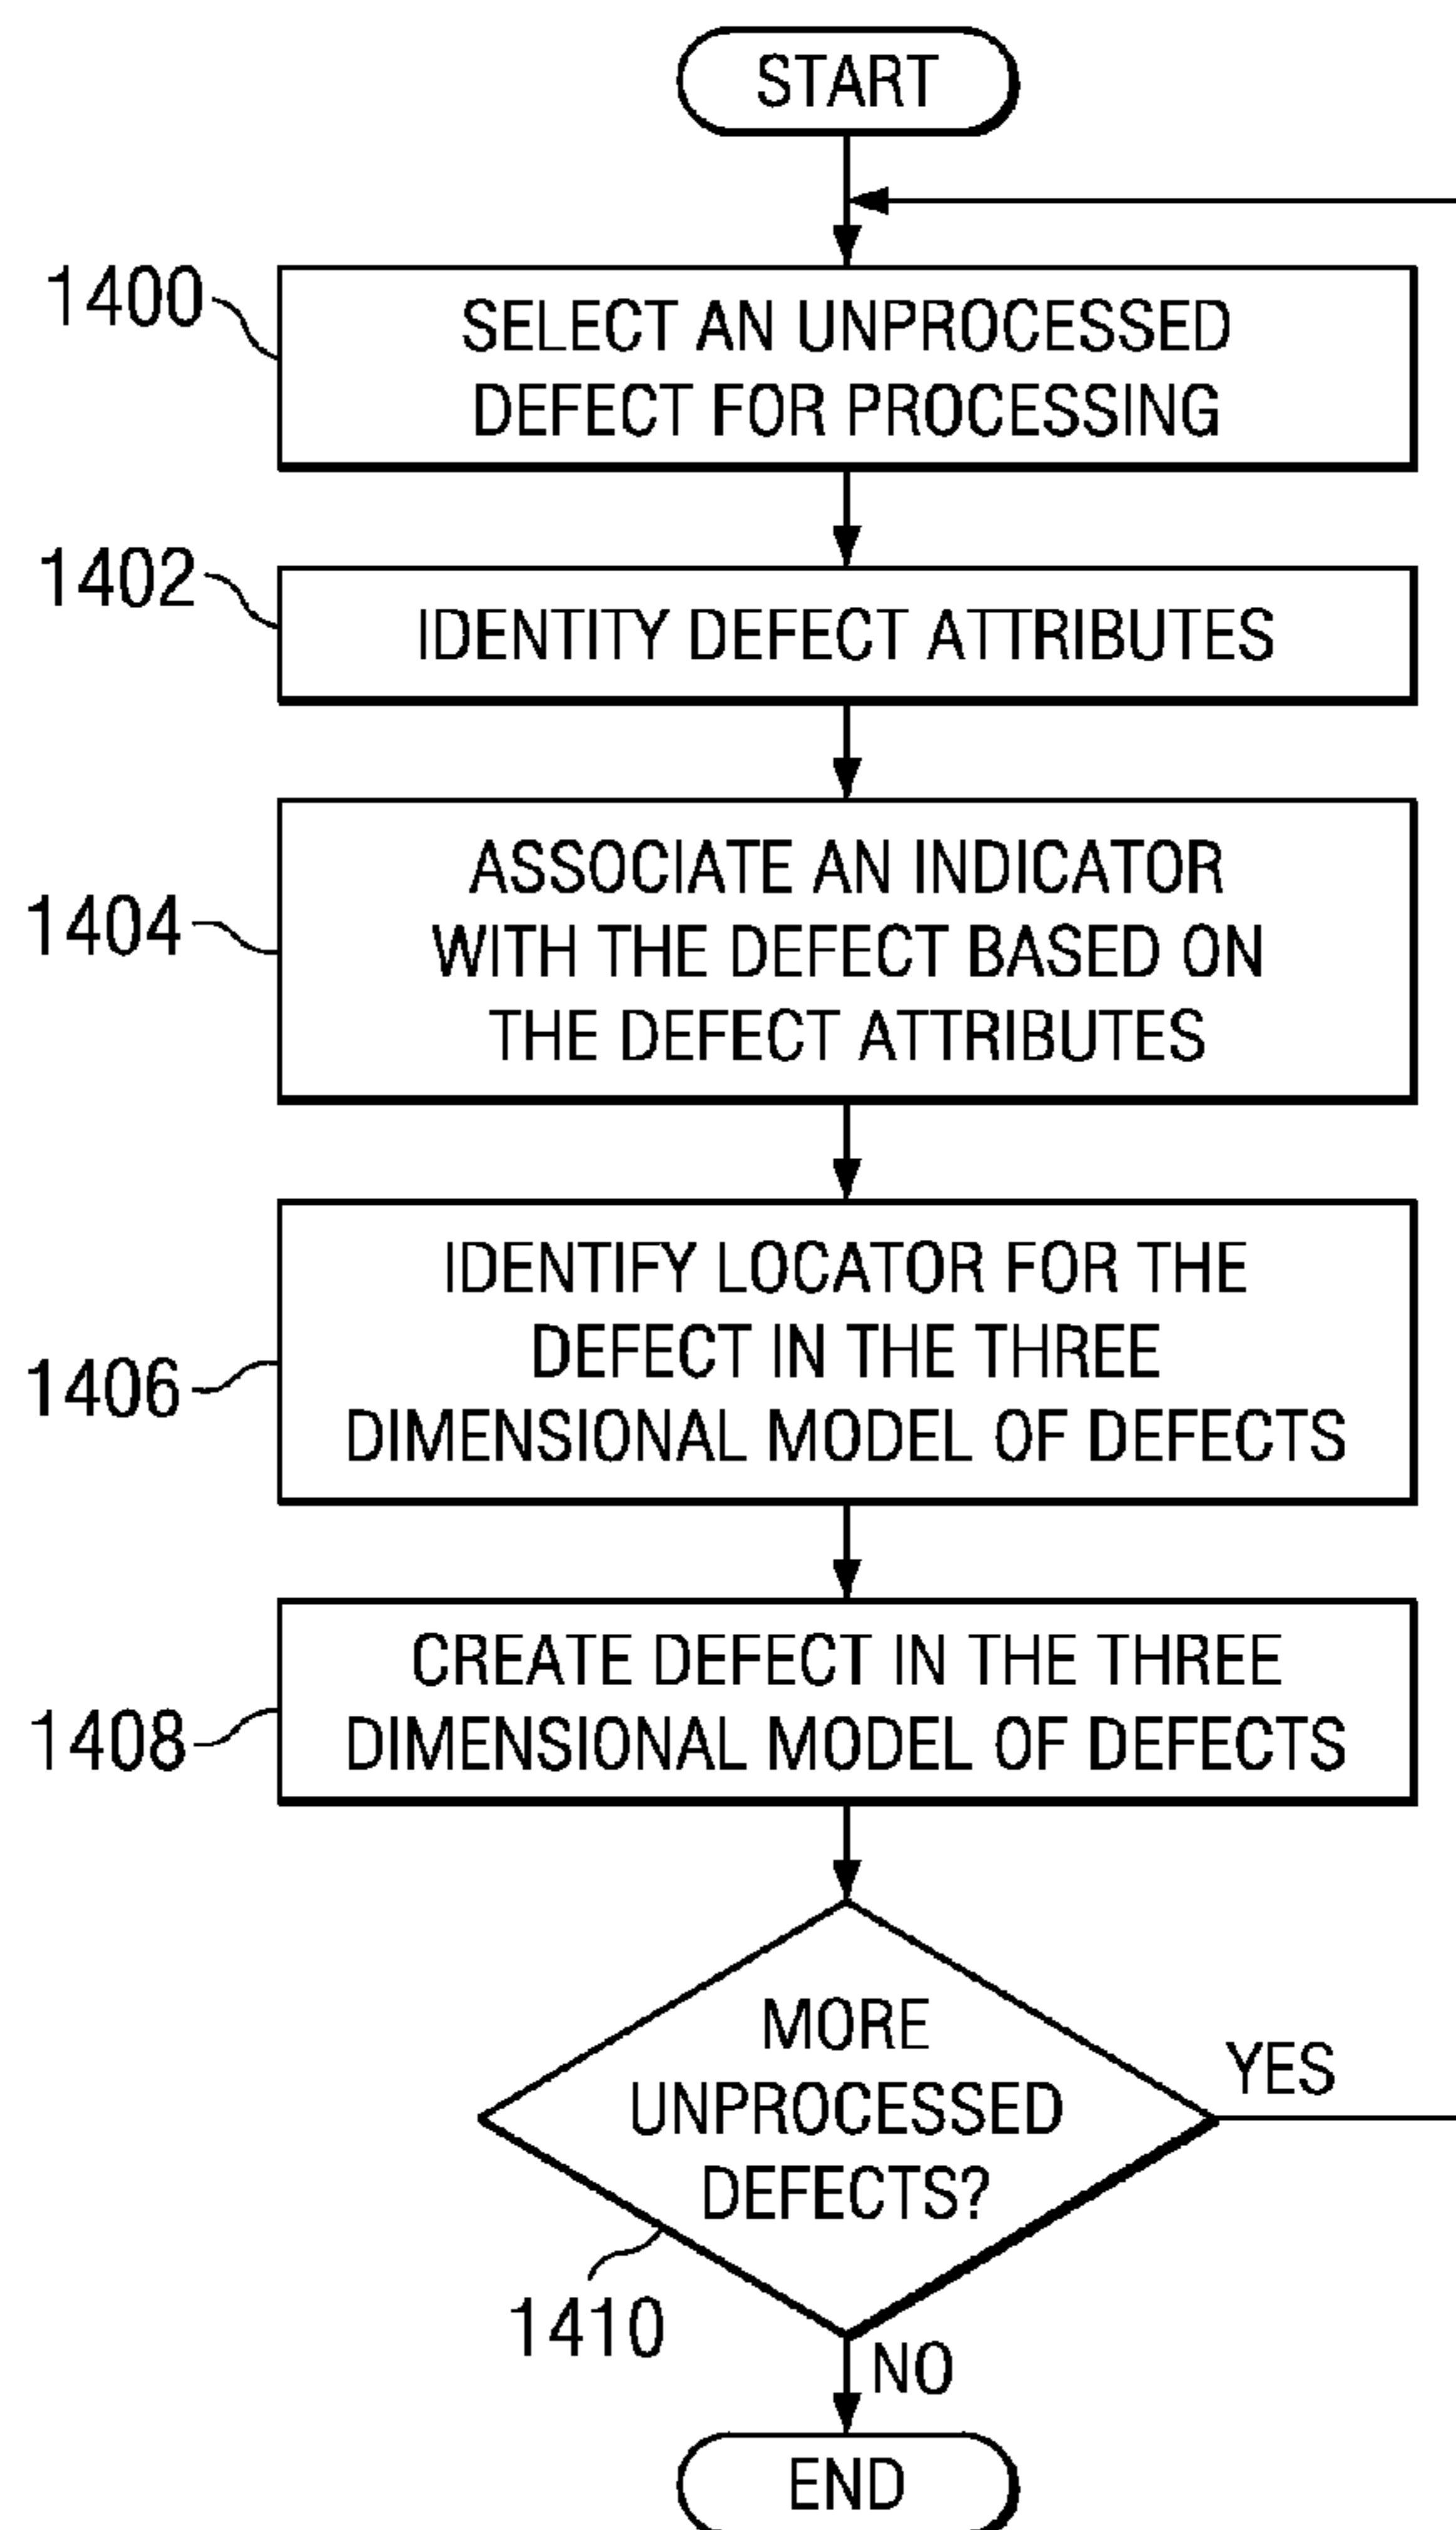 START
1400
SELECT AN UNPROCESSED
DEFECT FOR PROCESSING
1402
IDENTITY DEFECT ATTRIBUTES
1404
ASSOCIATE AN INDICATOR
WITH THE DEFECT BASED ON
THE DEFECT ATTRIBUTES
1406
IDENTIFY LOCATOR FOR THE
DEFECT IN THE THREE
DIMENSIONAL MODEL OF DEFECTS
1408
CREATE DEFECT IN THE THREE
DIMENSIONAL MODEL OF DEFECTS
MORE
UNPROCESSED
DEFECTS?
YES
1410
NO
END